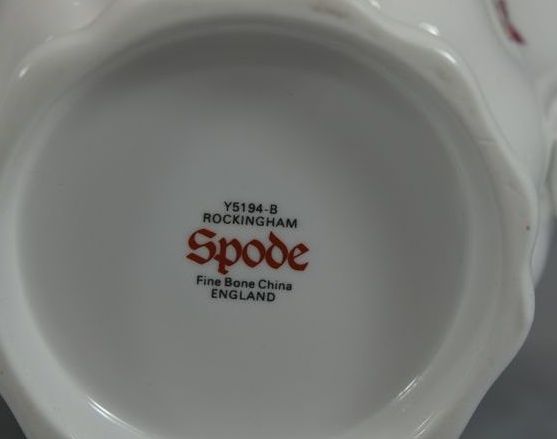 Y5194-B
ROCKINGHAM
Spode
Fine Bone China
ENGLAND